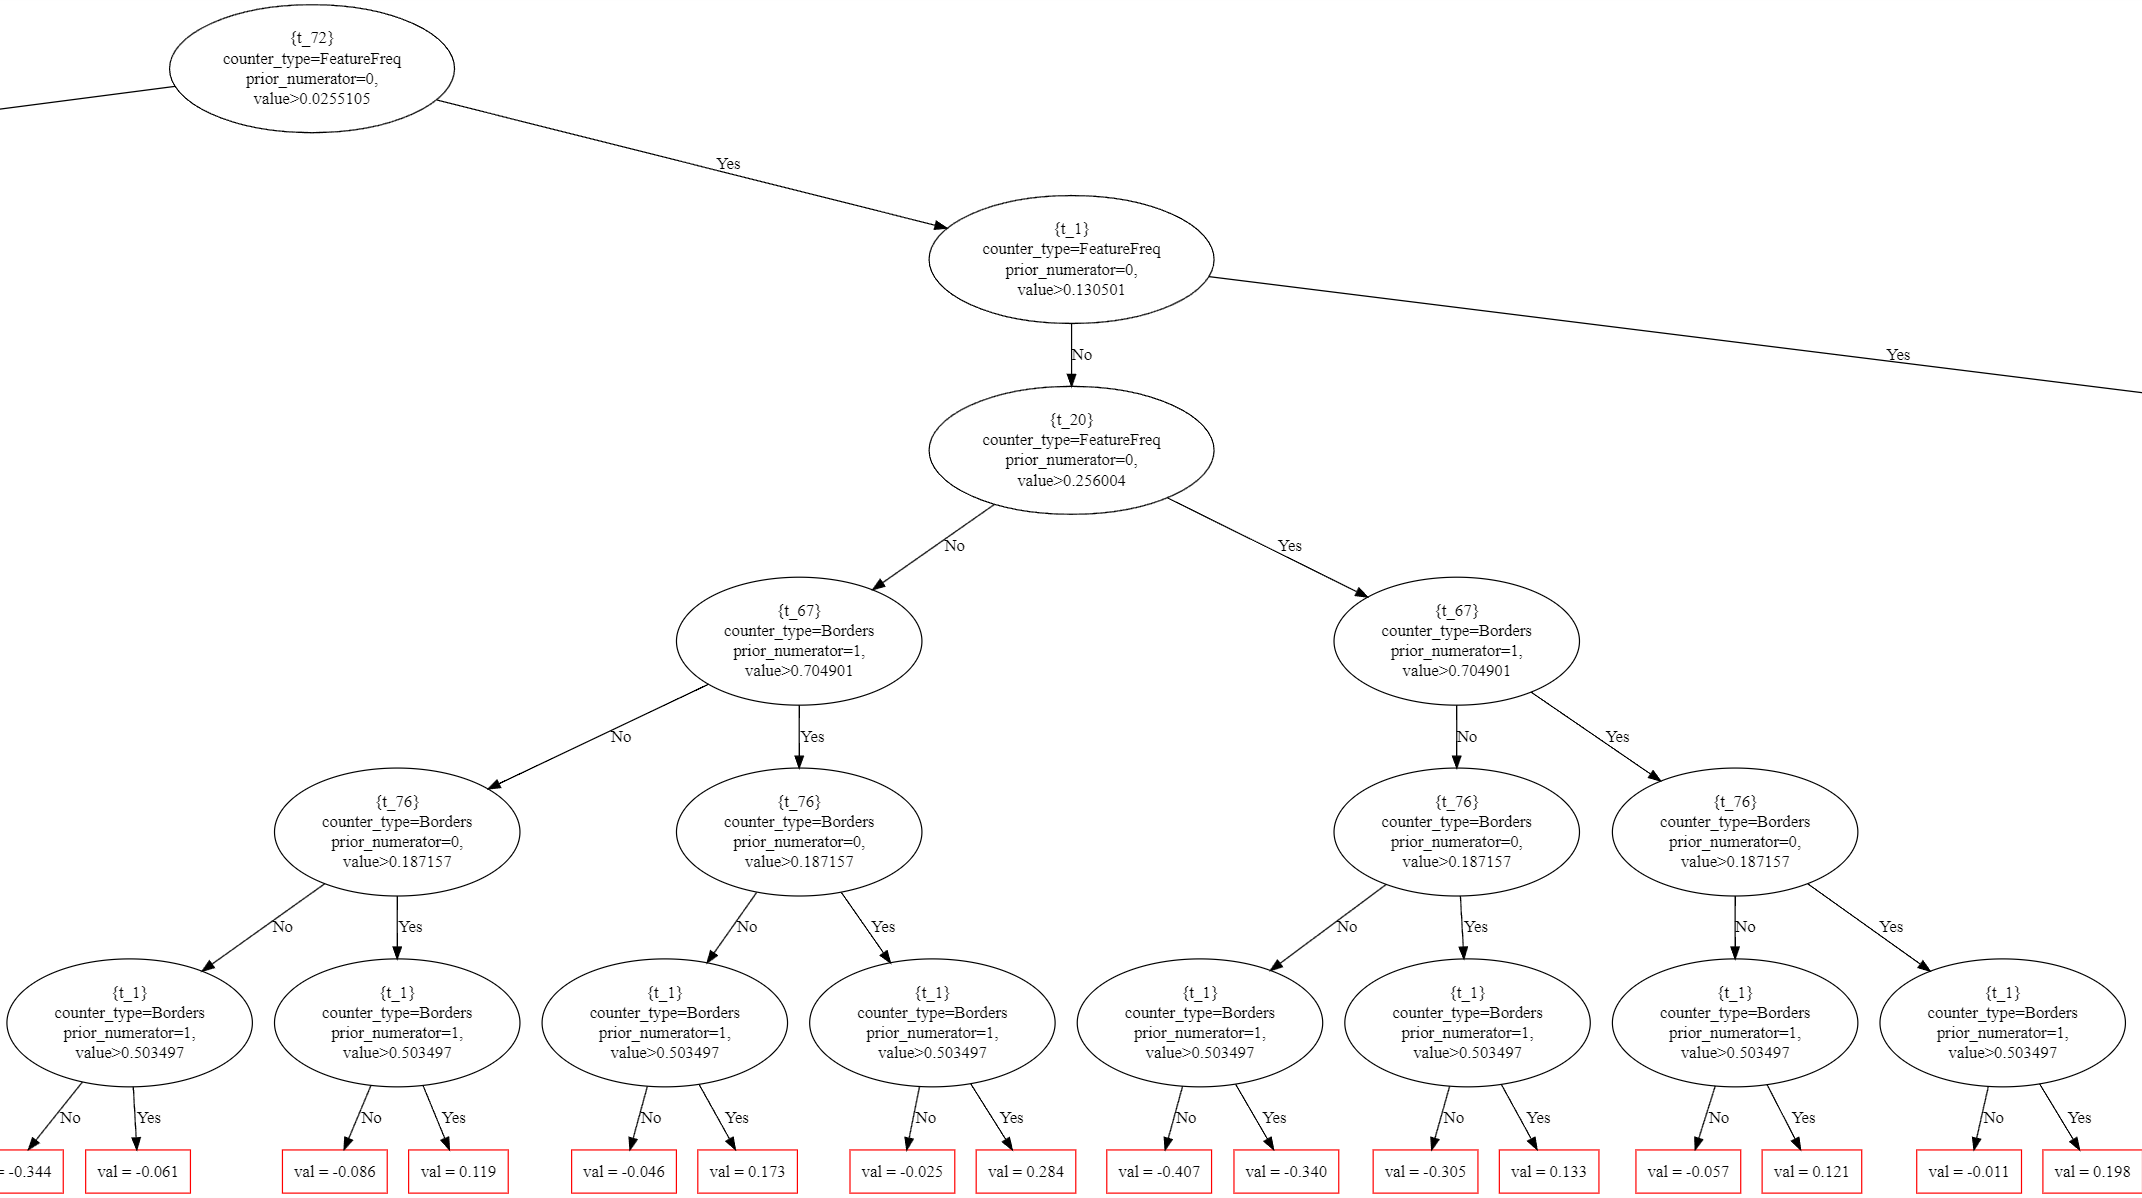 {t_72}
counter_type=FeatureFreq
prior_numerator=0,
value>0.0255105
Yes
{t_1}
counter_type=FeatureFreq
prior_numerator=0,
value>0.130501
No
Yes
{t_20}
counter_type=FeatureFreq
prior_numerator=0,
value>0.256004
No
Yes
{t_67}
counter_type=Borders
prior_numerator=1,
value>0.704901
{t_67}
counter_type=Borders
prior_numerator=1,
value>0.704901
No
Yes
No
Yes
{t_76}
counter_type=Borders
prior_numerator=0,
value>0.187157
{t_76}
counter_type=Borders
prior_numerator=0,
value>0.187157
{t_76}
counter_type=Borders
prior_numerator=0,
value>0.187157
{t_76}
counter_type=Borders
prior_numerator=0,
value>0.187157
No
Yes
No
Yes
No
Yes
No
Yes
{t_1}
counter_type=Borders
prior_numerator=1,
value>0.503497
{t_1}
counter_type=Borders
prior_numerator=1,
value>0.503497
{t_1}
counter_type=Borders
prior_numerator=1,
value>0.503497
{t_1}
counter_type=Borders
prior_numerator=1,
value>0.503497
{t_1}
counter_type=Borders
prior_numerator=1,
value>0.503497
{t_1}
counter_type=Borders
prior_numerator=1,
value>0.503497
{t_1}
counter_type=Borders
prior_numerator=1,
value>0.503497
{t_1}
counter_type=Borders
prior_numerator=1,
value>0.503497
No
Yes
No
Yes
No
Yes
No
Yes
No
Yes
No
Yes
No
Yes
No
Yes
= -0.344
val = -0.061
val = -0.086
val = 0.119
val = -0.046
val = 0.173
val = -0.025
val = 0.284
val = -0.407
val = -0.340
val = -0.305
val = 0.133
val = -0.057
val = 0.121
val = -0.011
val = 0.198